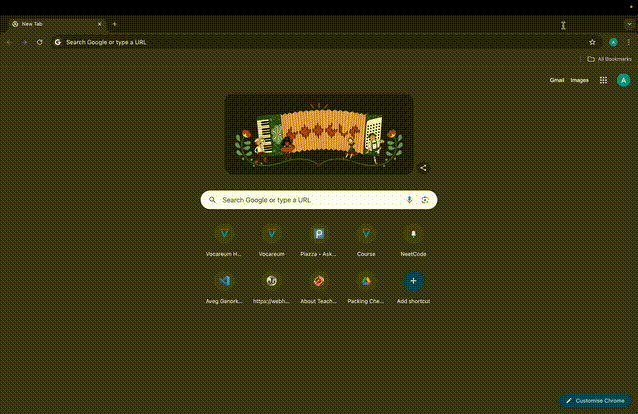 New Tab
Search Google or type a URL
All Bookmarks
Gmail Images
A
Search Google or type a URL
Vocareum H... Vocareum Piazza • Ask... Course NeetCode
Aveg Ganork... https://webh... About Teach... Packing Che... Add shortcut
Customise Chrome